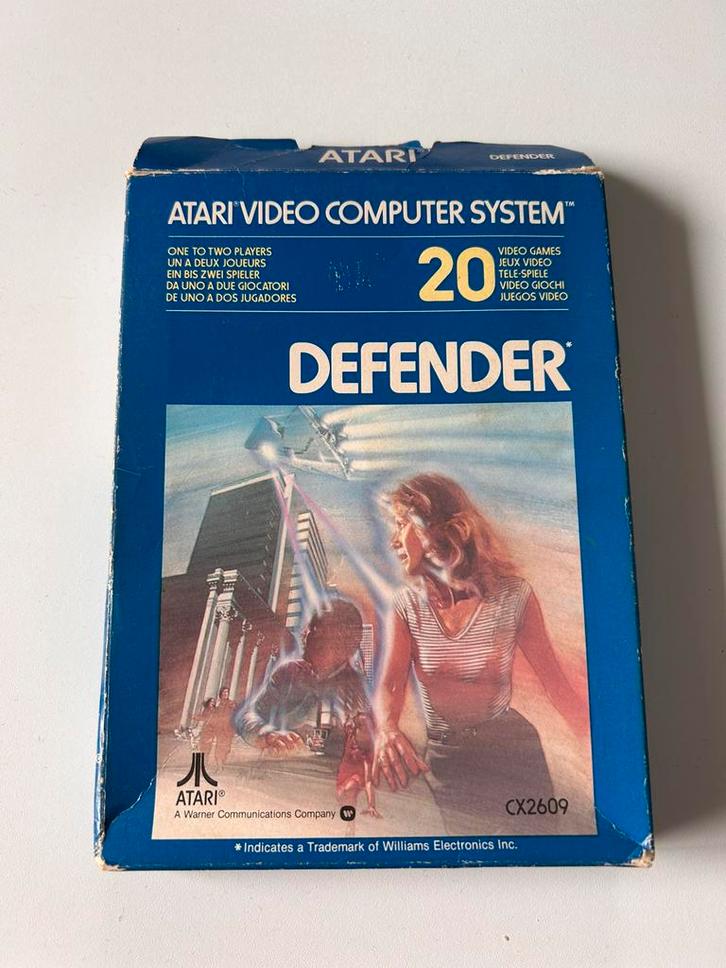 ATARI® DEFENDER
ATARI® VIDEO COMPUTER SYSTEM™
ONE TO TWO PLAYERS
UN A DEUX JOUEURS
EIN BIS ZWEI SPIELER
DA UNO A DUE GIOCATORI
DE UNO A DOS JUGADORES
20
VIDEO GAMES
JEUX VIDEO
TELE-SPIELE
VIDEO GIOCHI
JUEGOS VIDEO
DEFENDER*
ATARI®
A Warner Communications Company
CX2609
*Indicates a Trademark of Williams Electronics Inc.